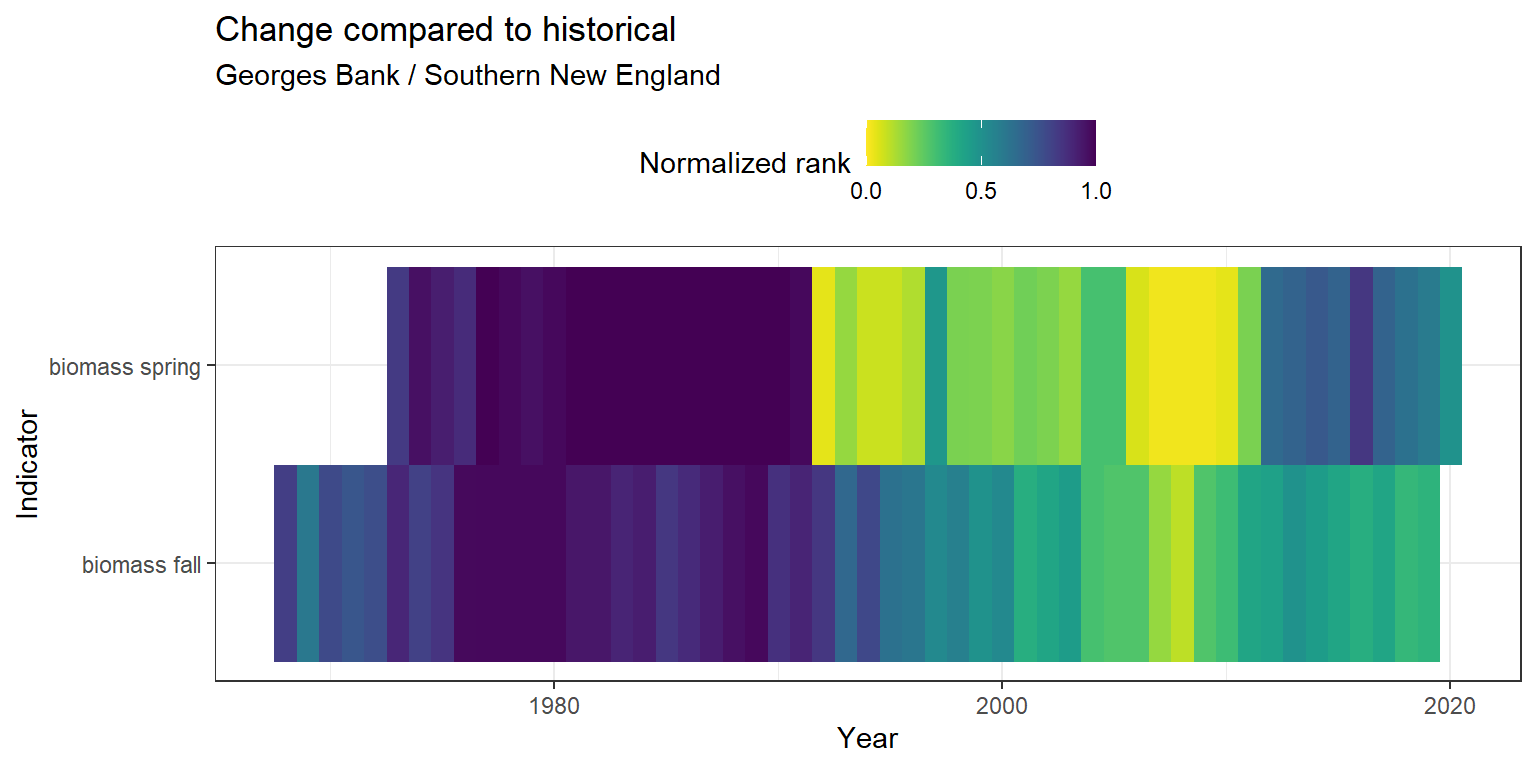 Change compared to historical
Georges Bank / Southern New England
Normalized rank
0.0 0.5 1.0
Indicator
biomass spring
biomass fall
1980 2000 2020
Year